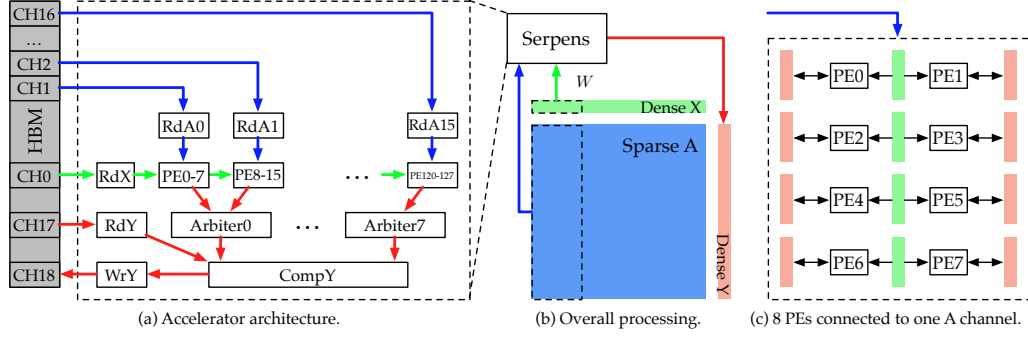 CH16
...
CH2
CH1
HBM
CH0
CH17
CH18
RdA0
RdA1
RdA15
RdX
PE0-7
PE8-15
...
PE120-127
RdY
Arbiter0
...
Arbiter7
WrY
CompY
(a) Accelerator architecture.
Serpens
W
Dense X
Sparse A
Dense Y
(b) Overall processing.
PE0
PE1
PE2
PE3
PE4
PE5
PE6
PE7
(c) 8 PEs connected to one A channel.